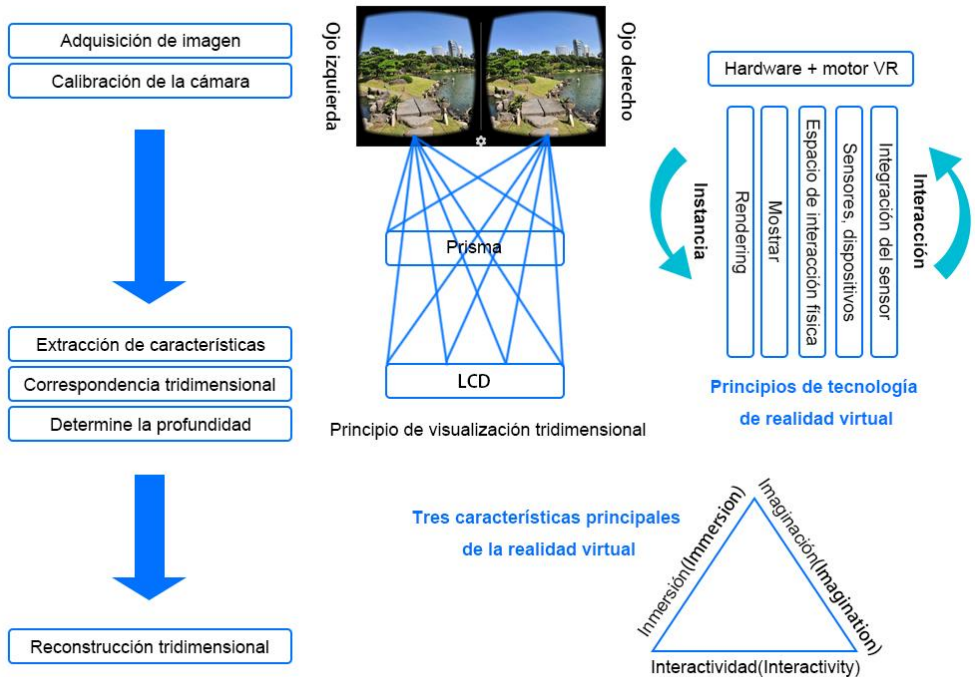 Adquisición de imagen
Calibración de la cámara
Extracción de características
Correspondencia tridimensional
Determine la profundidad
Reconstrucción tridimensional
Ojo izquierda
Ojo derecho
Prisma
LCD
Principio de visualización tridimensional
Hardware + motor VR
Instancia
Rendering
Mostrar
Espacio de interacción física
Sensores, dispositivos
Integración del sensor
Interacción
Principios de tecnología
de realidad virtual
Tres características principales
de la realidad virtual
Inmersión(Immersion)
Imaginación(Imagination)
Interactividad(Interactivity)